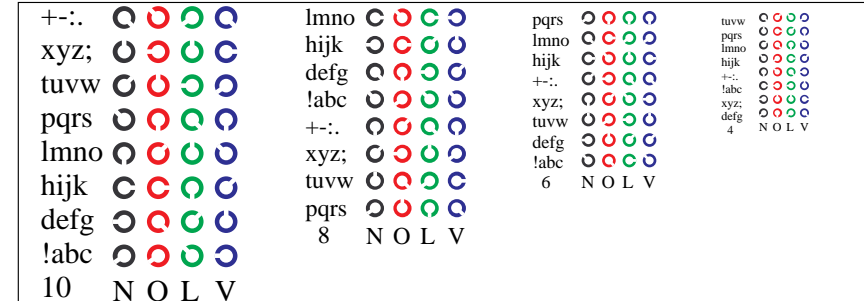 +-:.
xyz;
tuvw
pqrs
lmno
hijk
defg
!abc
10 N O L V
lmno
hijk
defg
!abc
+-:.
xyz;
tuvw
pqrs
8 N O L V
pqrs
lmno
hijk
+-:.
xyz;
tuvw
defg
!abc
6 N O L V
tuvw
pqrs
lmno
hijk
+-:.
!abc
xyz;
defg
4 N O L V